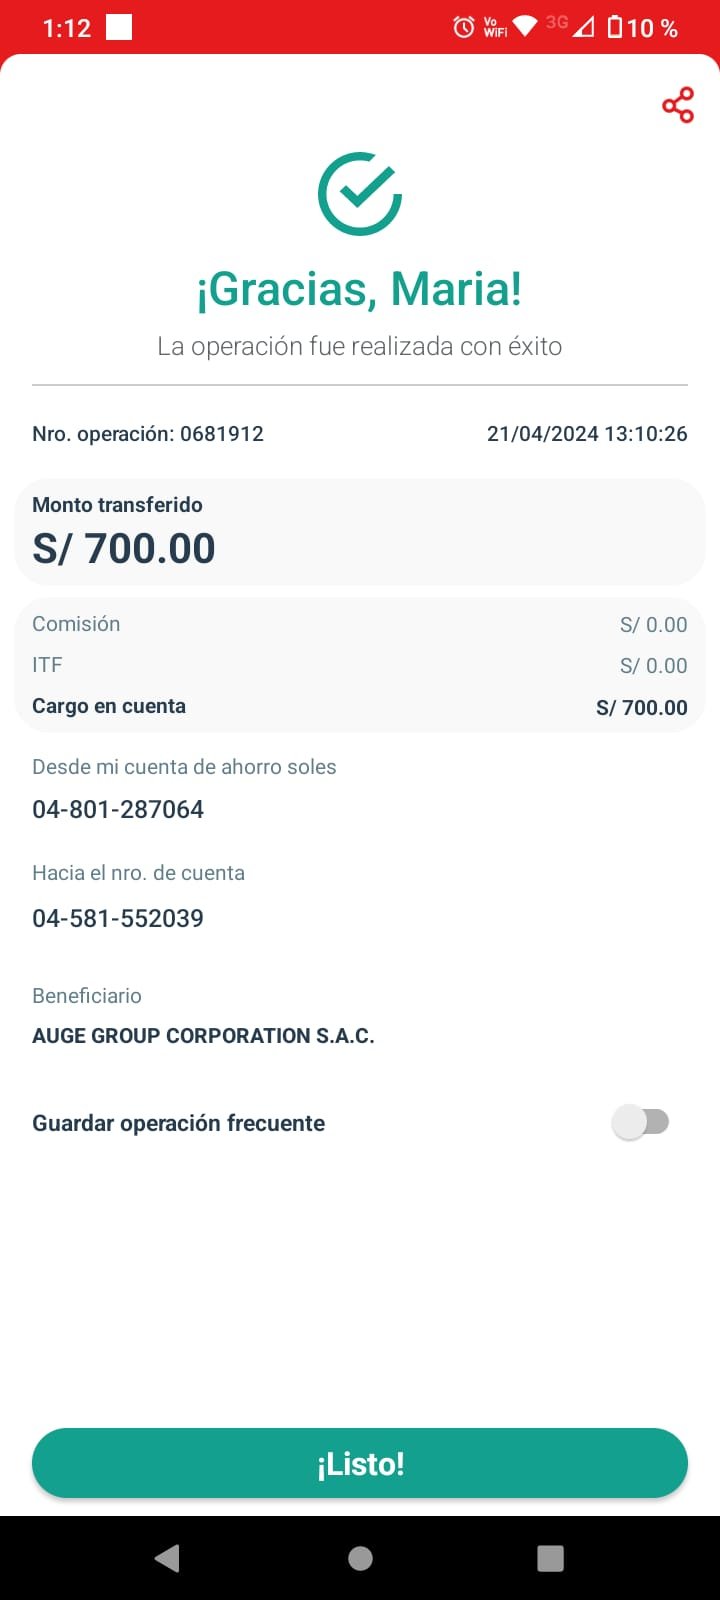 1:12
Vo
WiFi
3G
10 %
¡Gracias, Maria!
La operación fue realizada con éxito
Nro. operación: 0681912
21/04/2024 13:10:26
Monto transferido
S/ 700.00
Comisión
S/ 0.00
ITF
S/ 0.00
Cargo en cuenta
S/ 700.00
Desde mi cuenta de ahorro soles
04-801-287064
Hacia el nro. de cuenta
04-581-552039
Beneficiario
AUGE GROUP CORPORATION S.A.C.
Guardar operación frecuente
¡Listo!